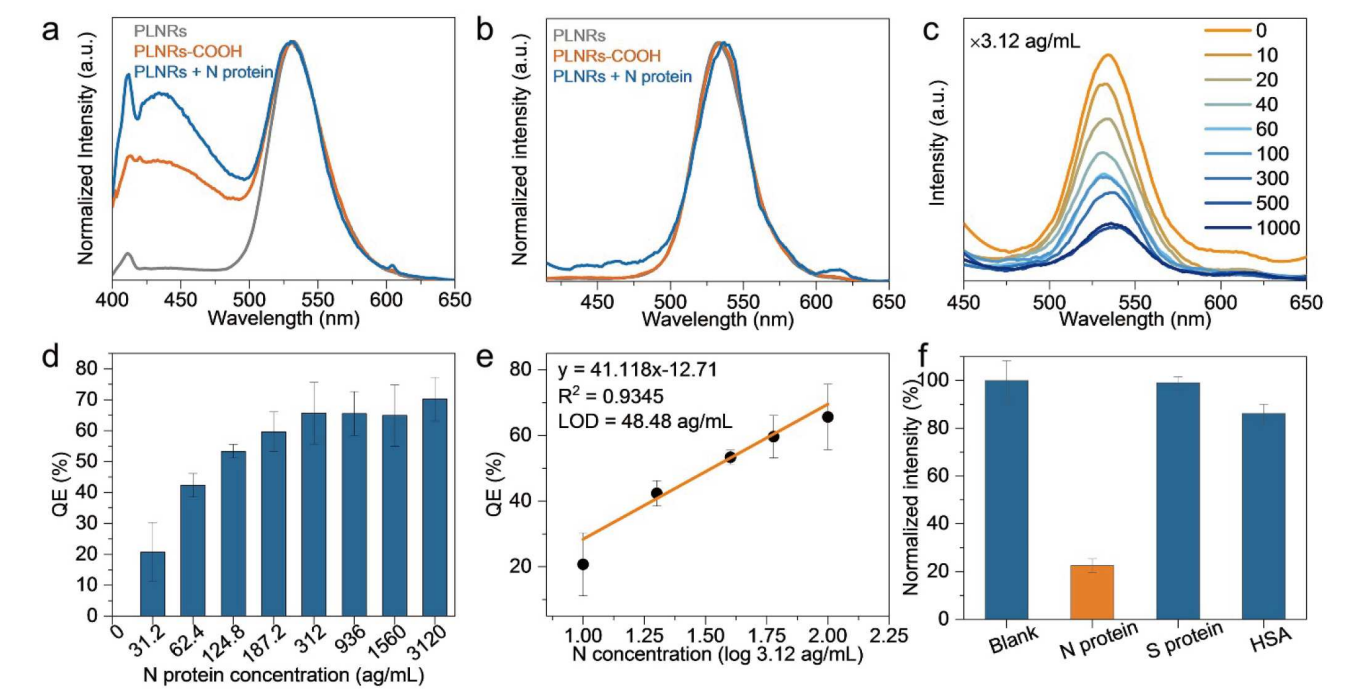 a
Normalized Intensity (a.u.)
PLNRs
PLNRs-COOH
PLNRs + N protein
400 450 500 550 600 650
Wavelength (nm)
b
Normalized intensity (a.u.)
PLNRs
PLNRs-COOH
PLNRs + N protein
450 500 550 600 650
Wavelength (nm)
c
Intensity (a.u.)
×3.12 ag/mL
0
10
20
40
60
100
300
500
1000
450 500 550 600 650
Wavelength (nm)
d
QE (%)
80
70
60
50
40
30
20
10
0
0 31.2 62.4 124.8 187.2 312 936 1560 3120
N protein concentration (ag/mL)
e
QE (%)
y = 41.118x-12.71
R² = 0.9345
LOD = 48.48 ag/mL
80
60
40
20
1.00 1.25 1.50 1.75 2.00 2.25
N concentration (log 3.12 ag/mL)
f
Normalized intensity (%)
100
80
60
40
20
0
Blank N protein S protein HSA